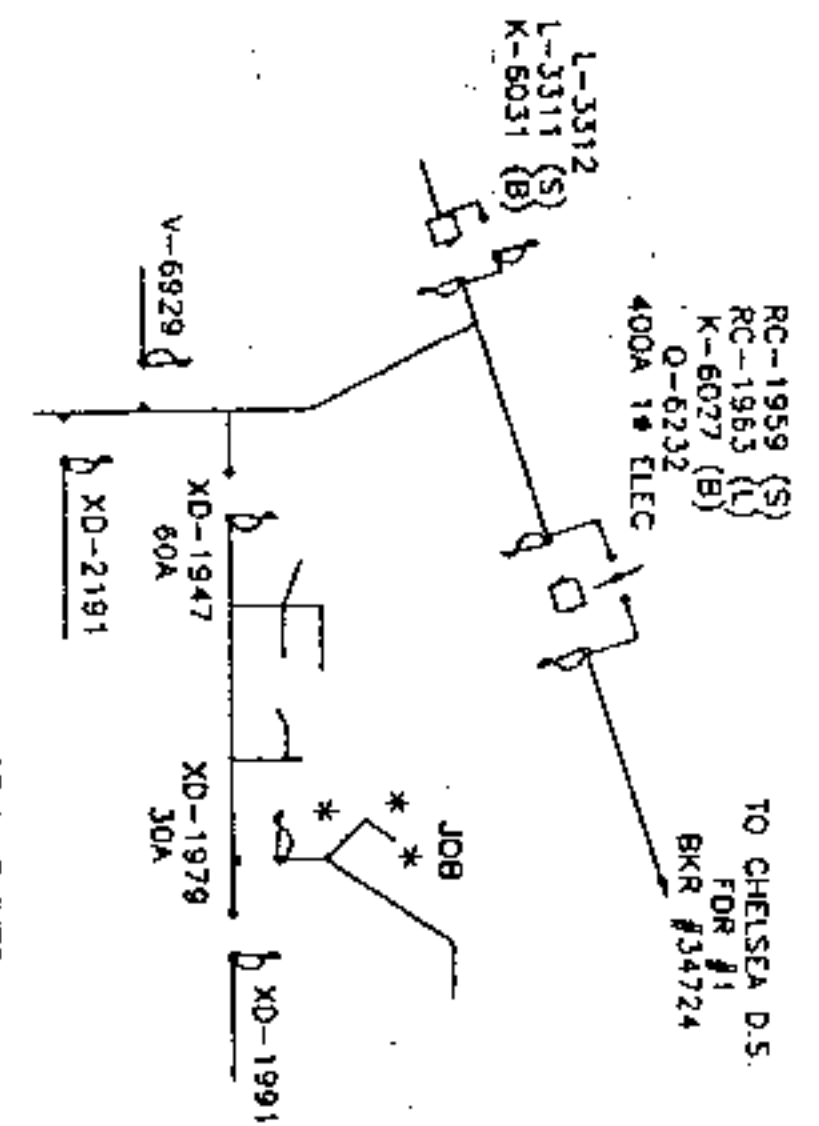 L-3312
L-3311 (S)
K-6031 (B)
RC-1959 (S)
RC-1963 (L)
K-6027 (B)
Q-6232
400A 1Φ ELEC
TO CHELSEA D.S.
FDR #1
BKR #34724
V-6929
XD-2191
XD-1947
60A
XD-1979
30A
JOB
XD-1991